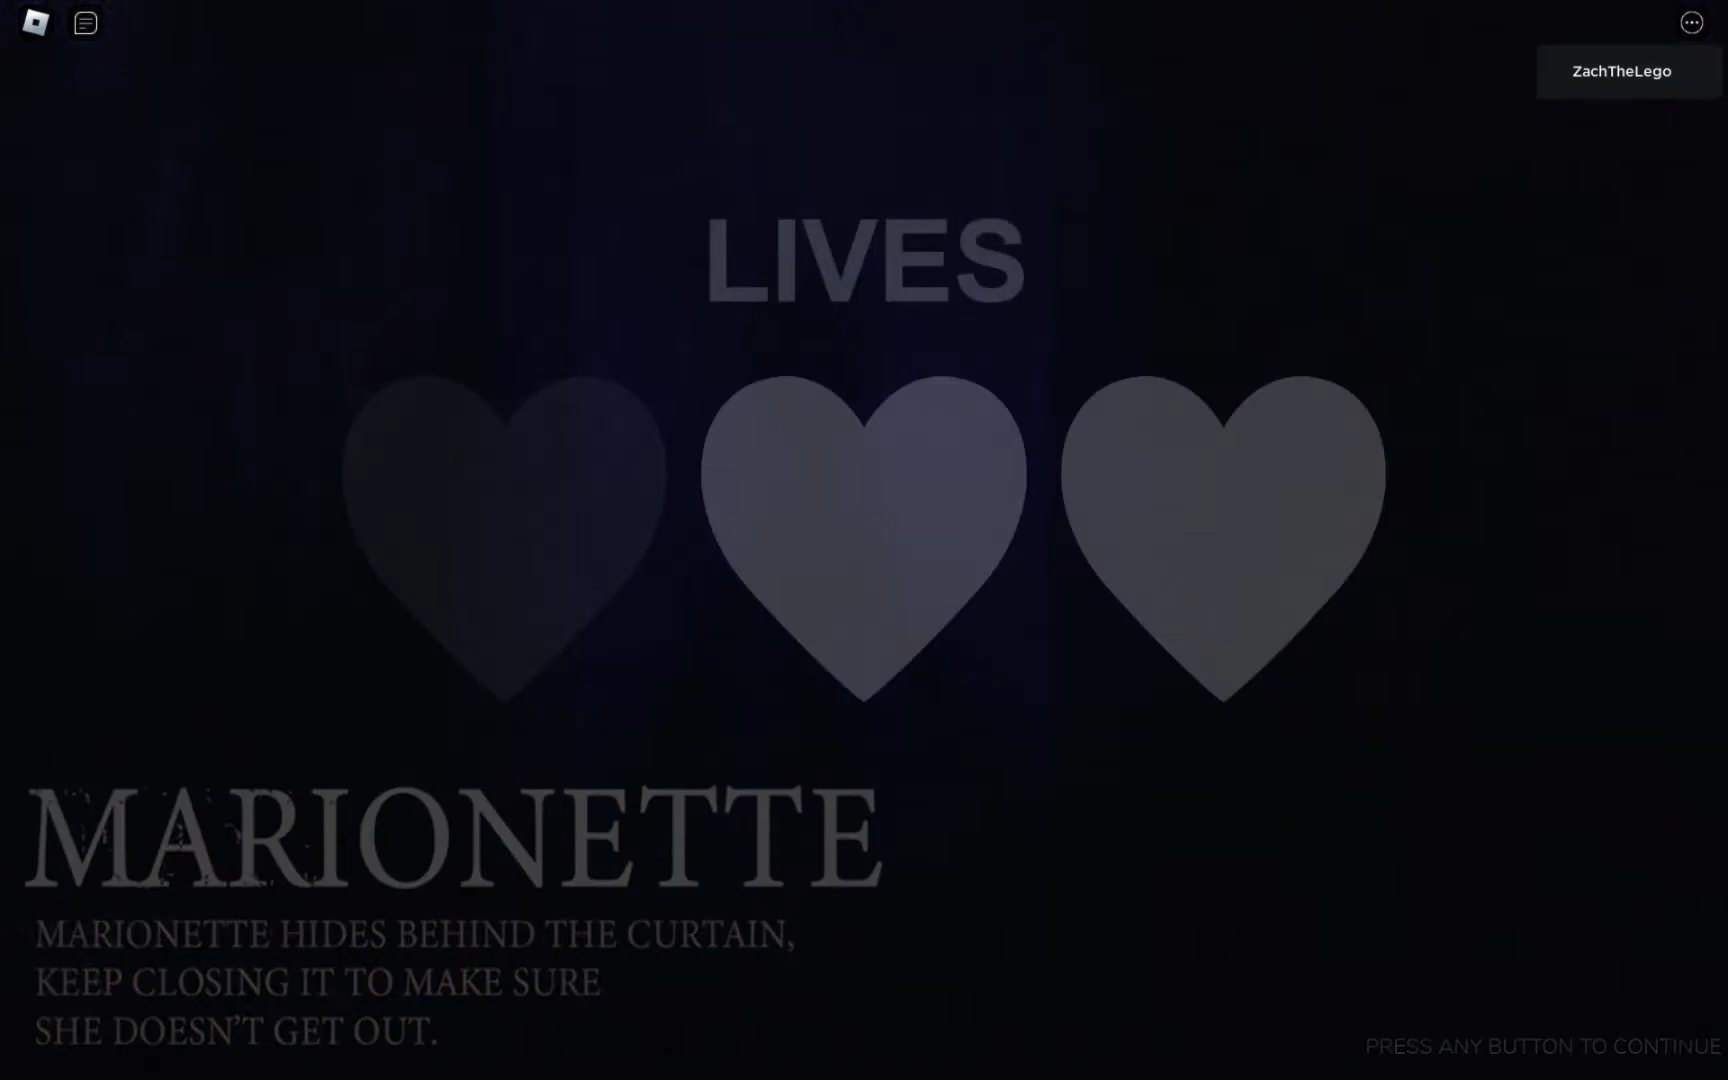 ZachTheLego
LIVES
MARIONETTE
MARIONETTE HIDES BEHIND THE CURTAIN,
KEEP CLOSING IT TO MAKE SURE
SHE DOESN'T GET OUT.
PRESS ANY BUTTON TO CONTINUE